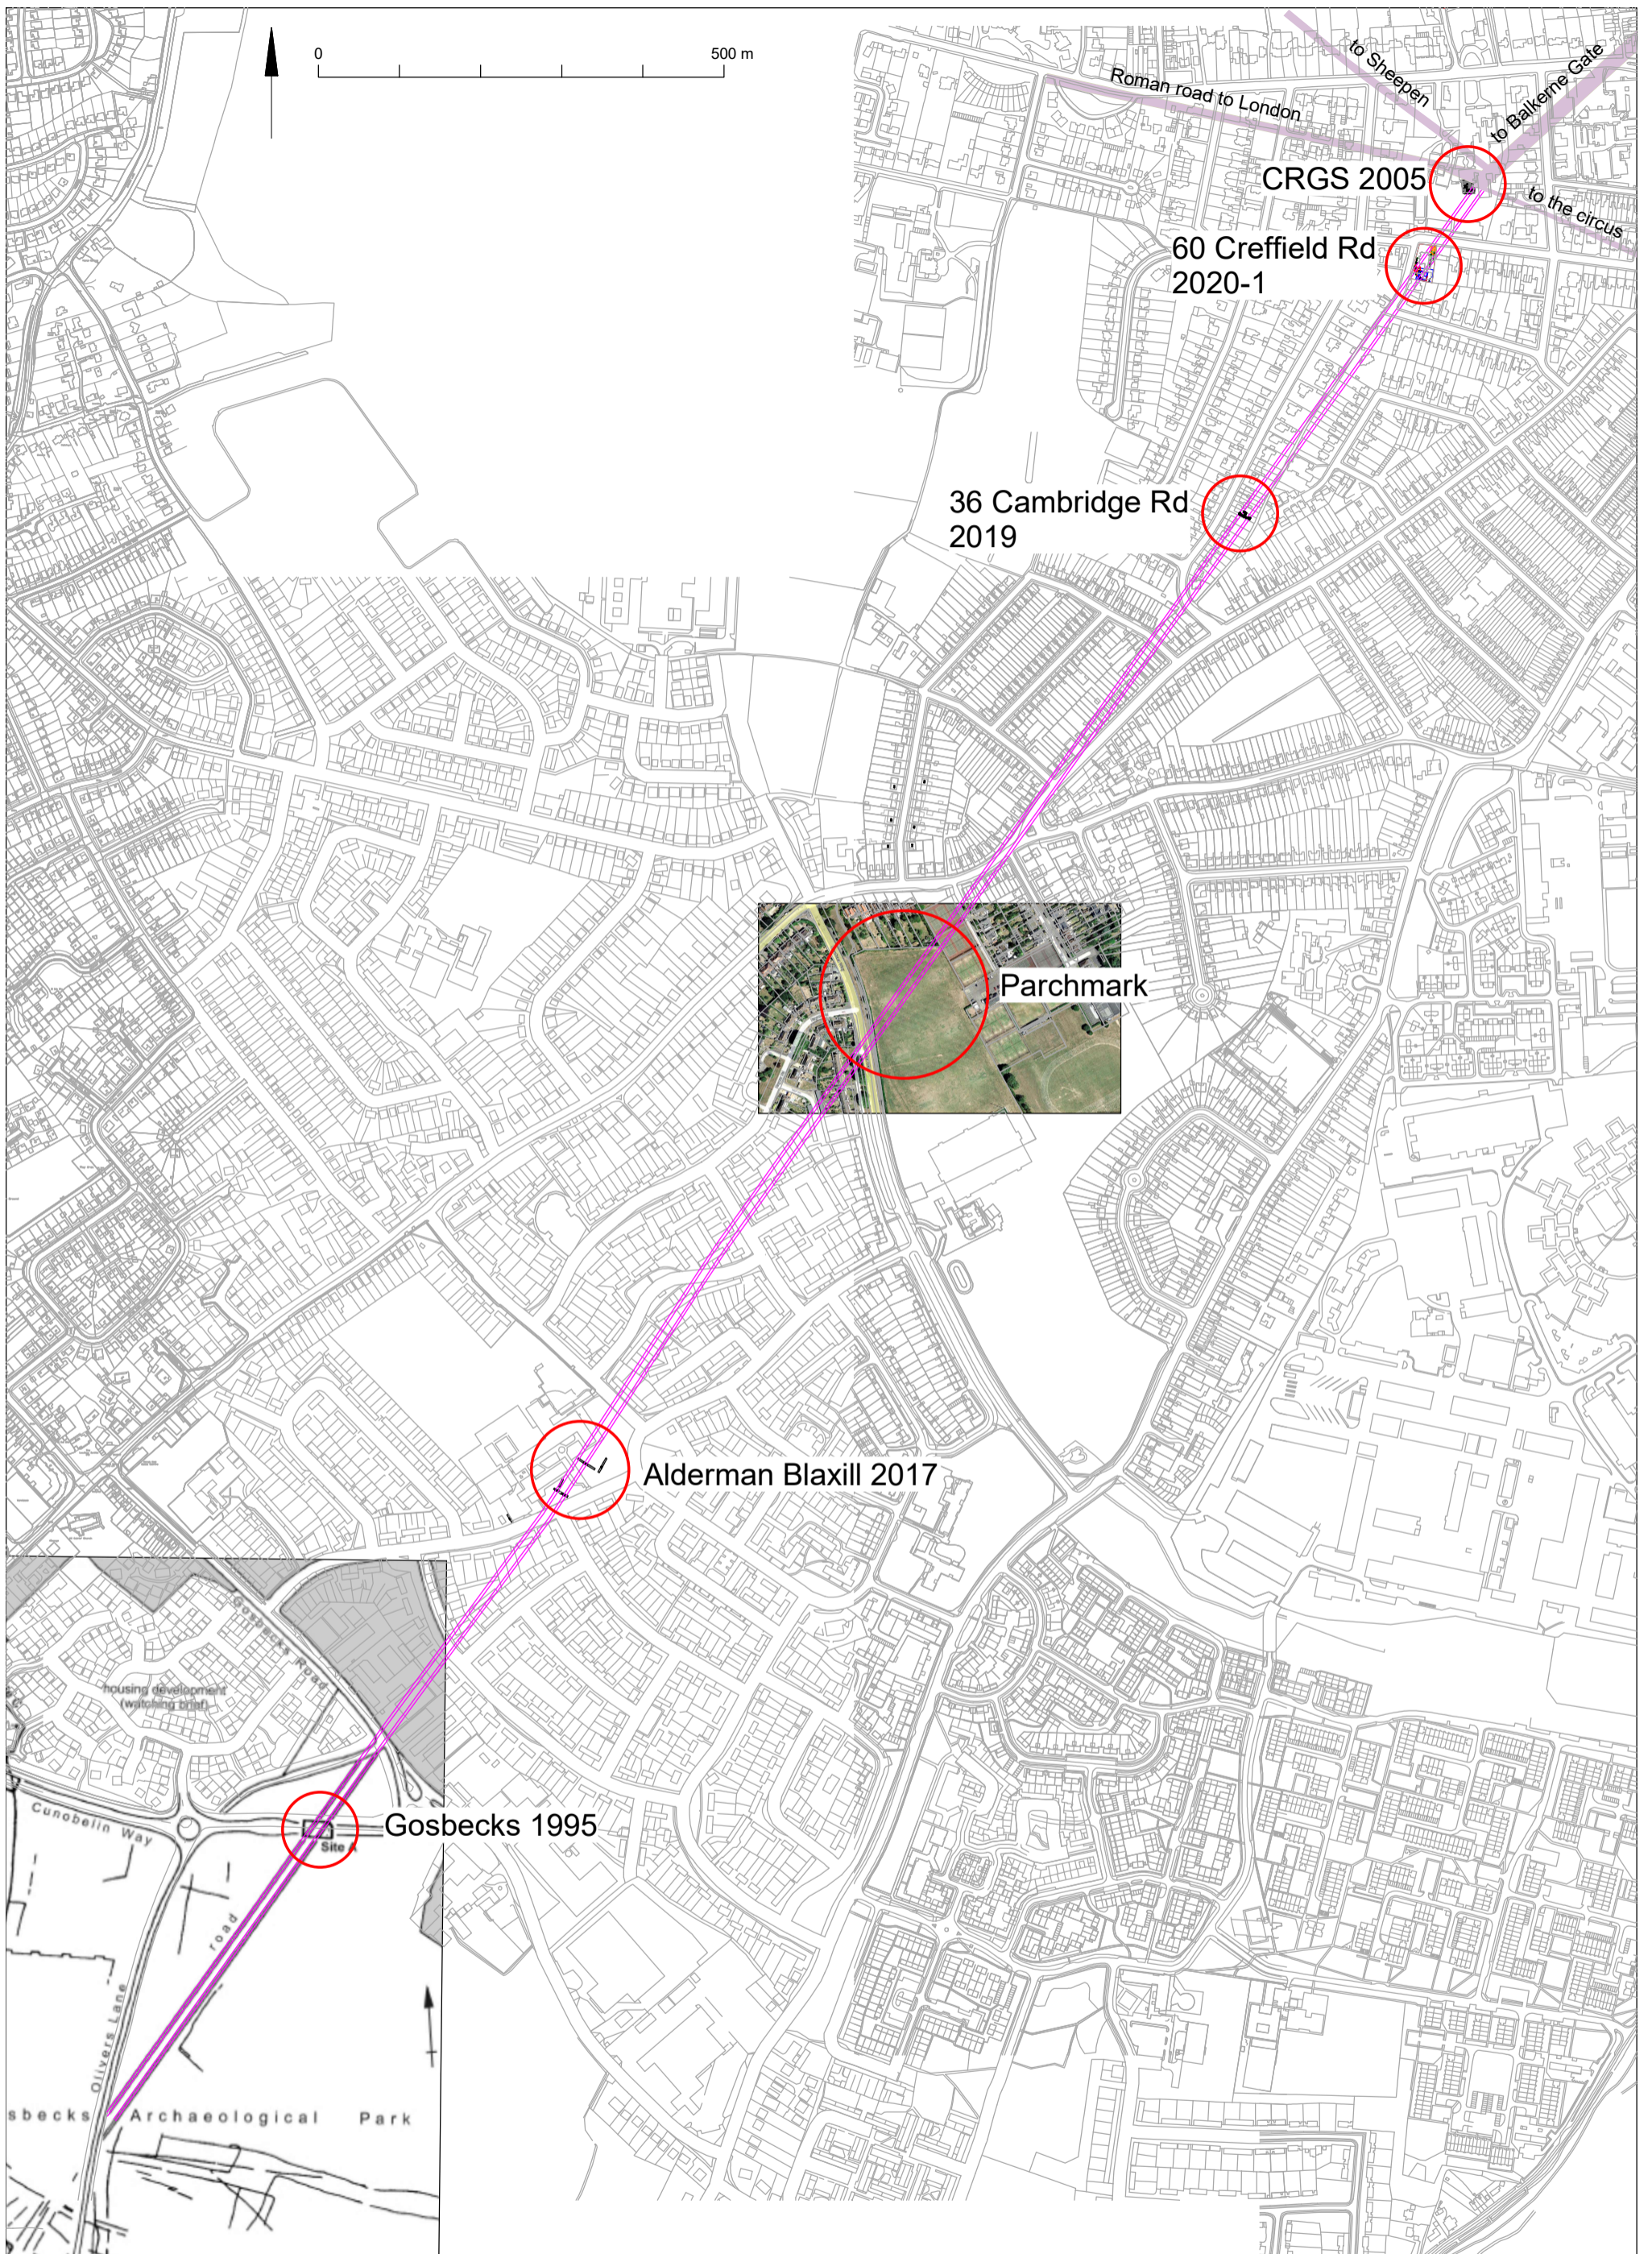 0
500 m
to Sheepen
to Balkerne Gate
Roman road to London
CRGS 2005
to the circus
60 Creffield Rd
2020-1
36 Cambridge Rd
2019
Parchmark
Alderman Blaxill 2017
Gosbecks Road
housing development
(watching brief)
Cunobelin Way
Gosbecks 1995
Site A
road
Olivers Lane
sbecks Archaeological Park